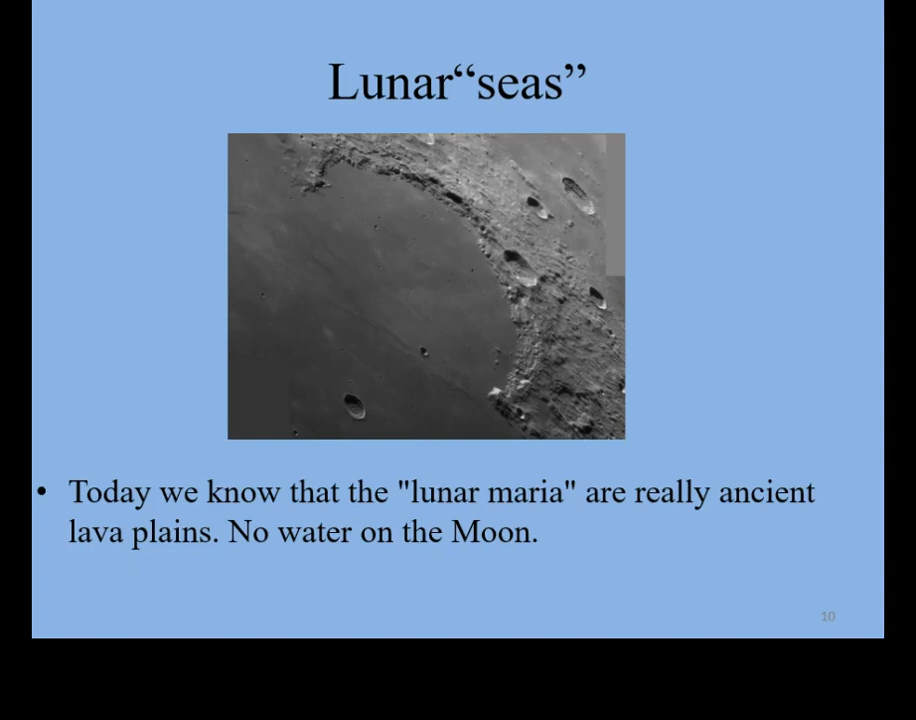 Lunar“seas”
• Today we know that the "lunar maria" are really ancient
lava plains. No water on the Moon.
10